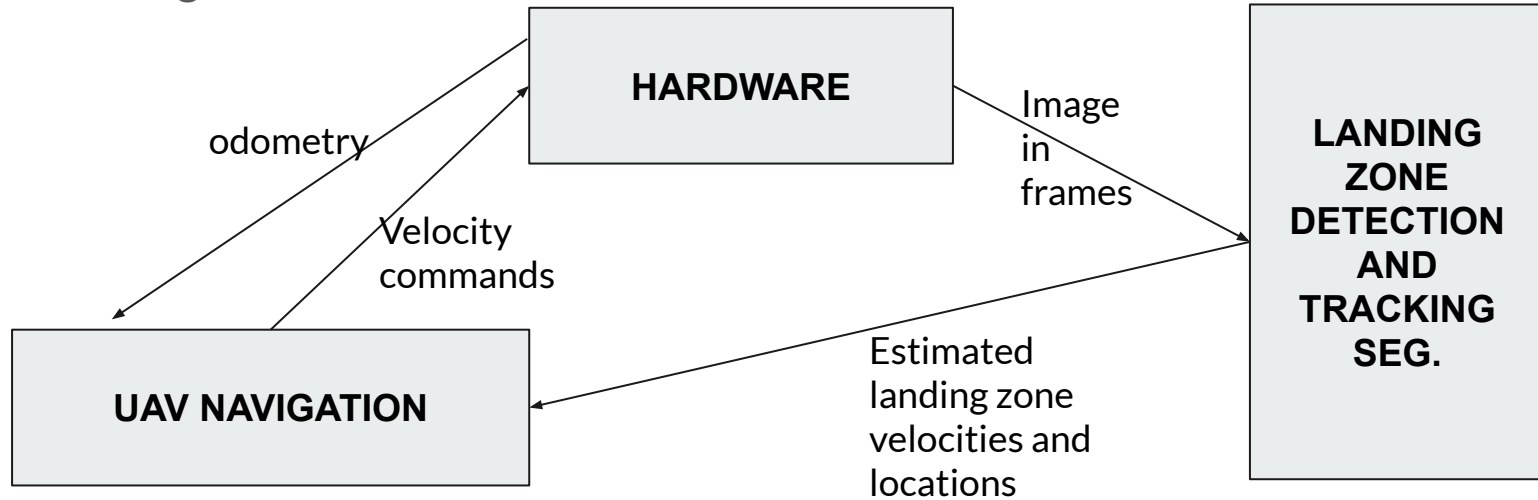 HARDWARE
odometry
Image
in
frames
LANDING
ZONE
DETECTION
AND
TRACKING
SEG.
Velocity
commands
UAV NAVIGATION
Estimated
landing zone
velocities and
locations